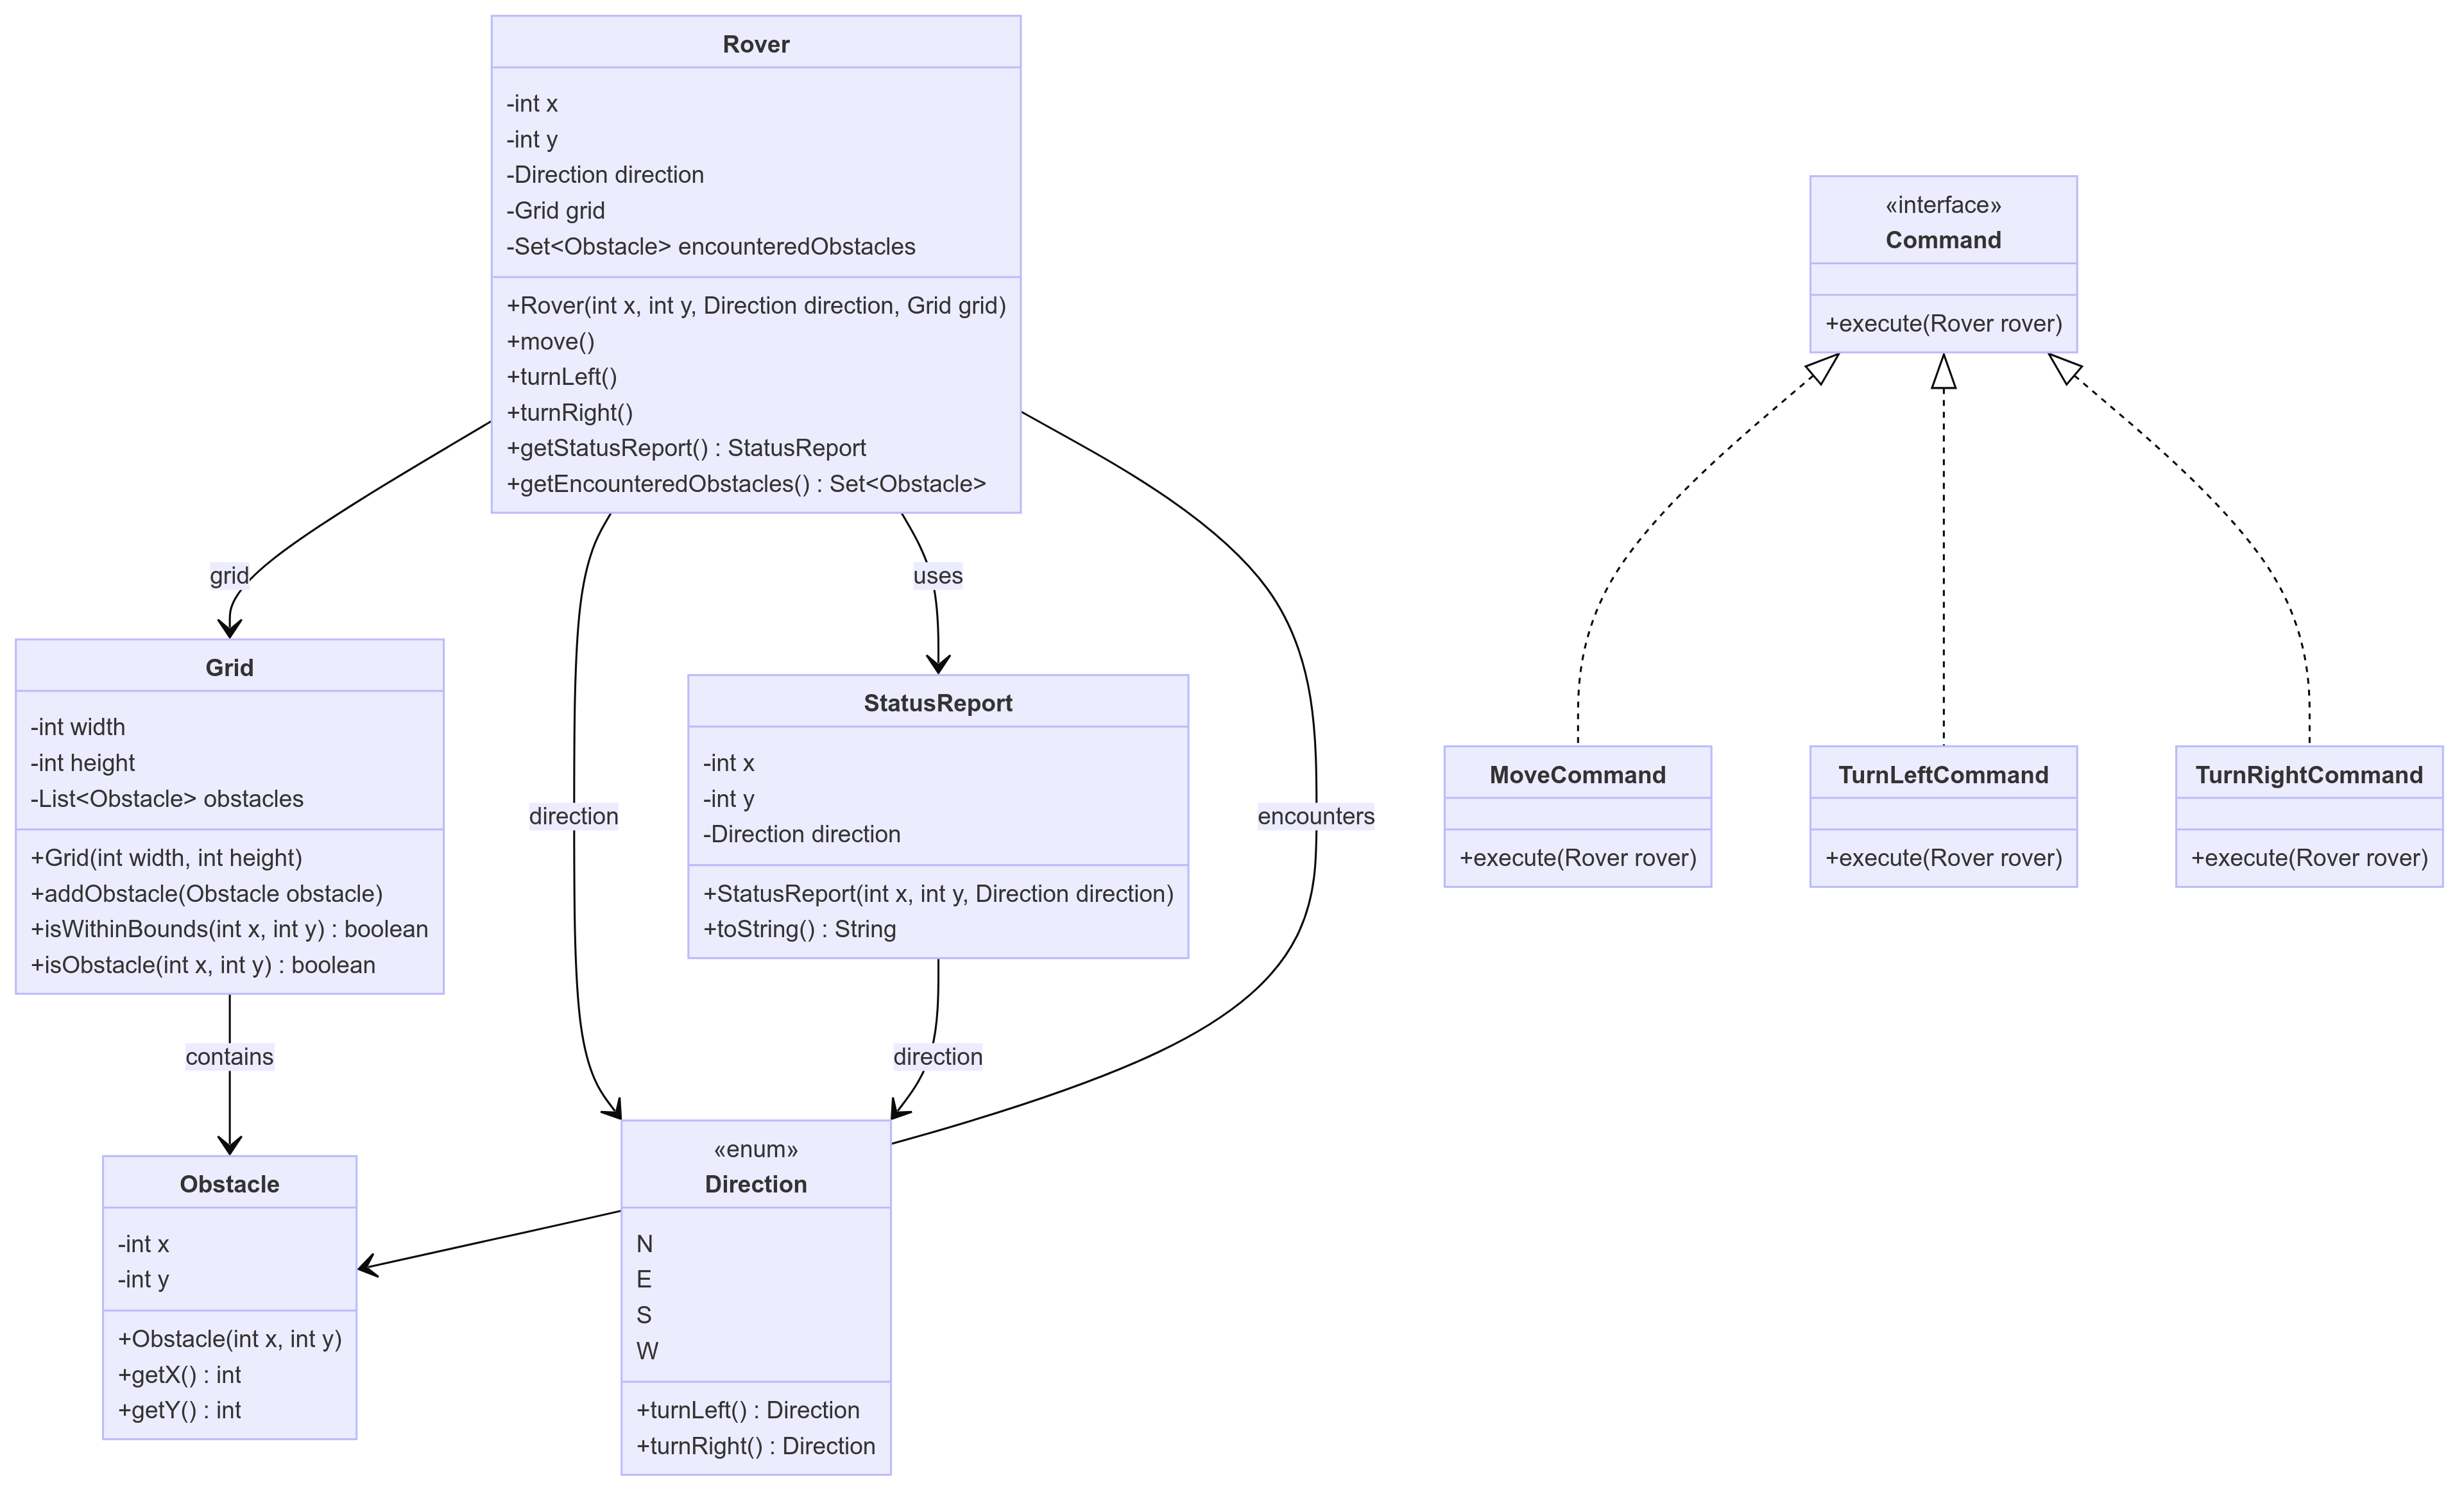 Rover
-int x
-int y
-Direction direction
-Grid grid
-Set<Obstacle> encounteredObstacles
+Rover(int x, int y, Direction direction, Grid grid)
+move()
+turnLeft()
+turnRight()
+getStatusReport() : StatusReport
+getEncounteredObstacles() : Set<Obstacle>
«interface»
Command
+execute(Rover rover)
grid
uses
direction
encounters
Grid
-int width
-int height
-List<Obstacle> obstacles
+Grid(int width, int height)
+addObstacle(Obstacle obstacle)
+isWithinBounds(int x, int y) : boolean
+isObstacle(int x, int y) : boolean
StatusReport
-int x
-int y
-Direction direction
+StatusReport(int x, int y, Direction direction)
+toString() : String
MoveCommand
+execute(Rover rover)
TurnLeftCommand
+execute(Rover rover)
TurnRightCommand
+execute(Rover rover)
contains
direction
Obstacle
-int x
-int y
+Obstacle(int x, int y)
+getX() : int
+getY() : int
«enum»
Direction
N
E
S
W
+turnLeft() : Direction
+turnRight() : Direction